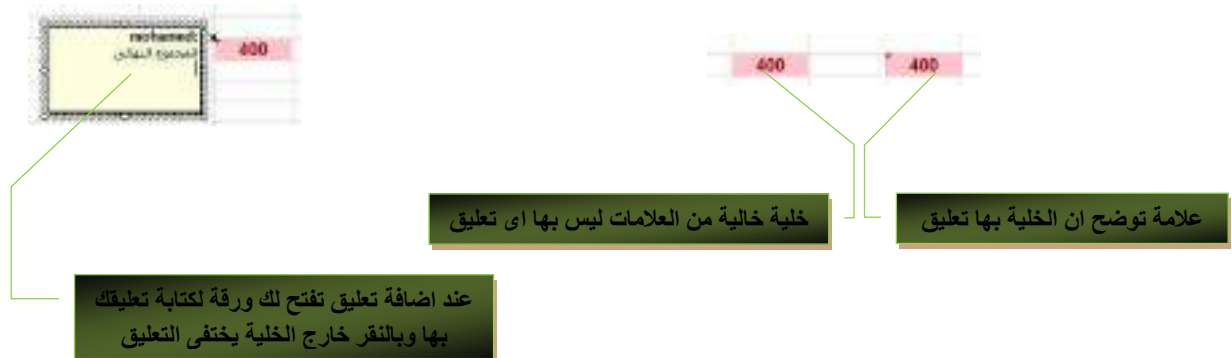 mohamed:
المجموع النهائى
400
400
400
علامة توضح ان الخلية بها تعليق
خلية خالية من العلامات ليس بها اى تعليق
عند اضافة تعليق تفتح لك ورقة لكتابة تعليقك
بها وبالنقر خارج الخلية يختفى التعليق